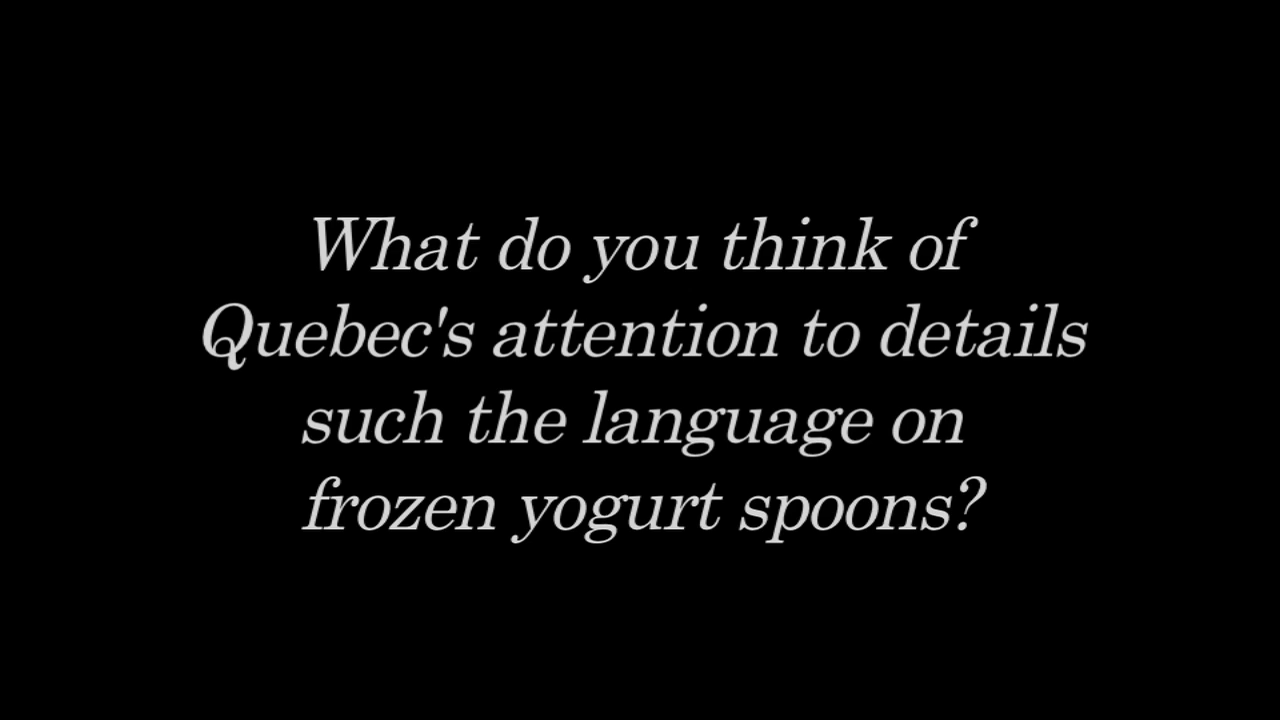 What do you think of
Quebec's attention to details
such the language on
frozen yogurt spoons?